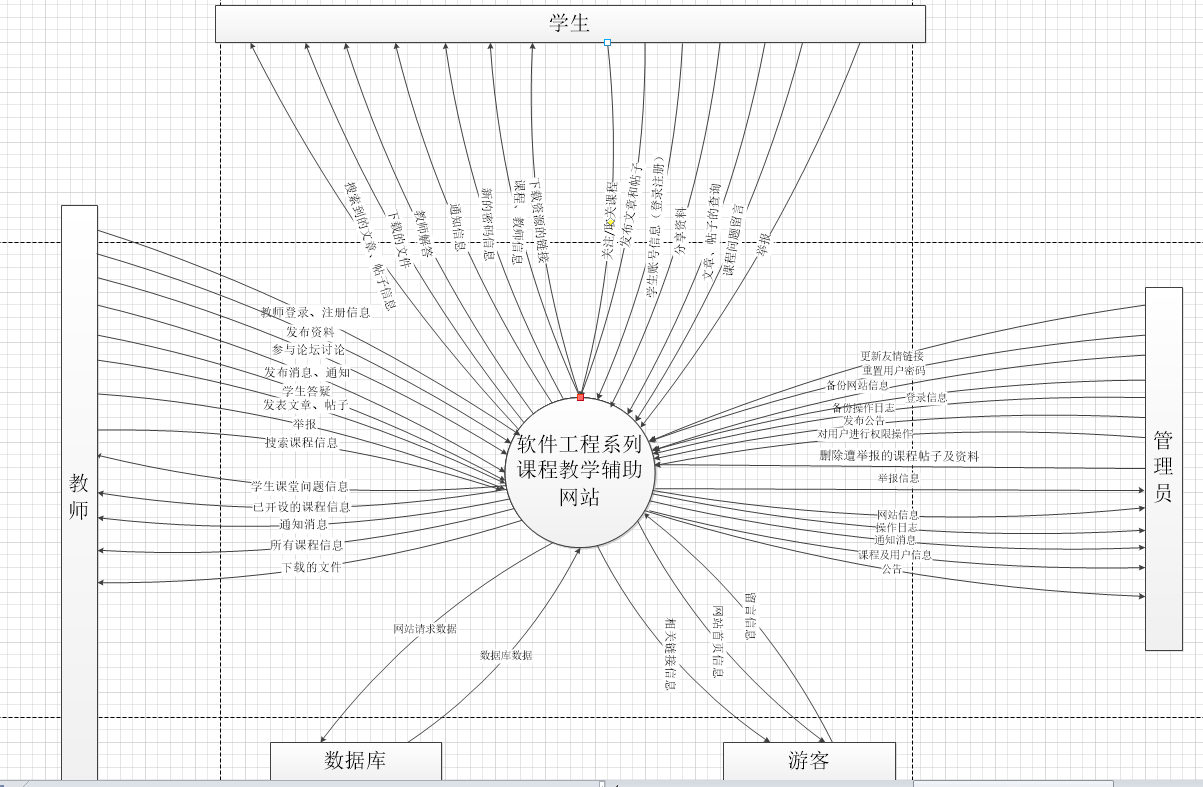 学生
搜索到的文章、帖子信息
下载的文件
教师解答
通知信息
新的密码信息
课程、教师信息
下载资源的链接
关注/取关课程
发布文章和帖子
学生账号信息（登录注册）
分享资料
文章、帖子的查询
课程问题留言
举报
教师
教师登录、注册信息
发布资料
参与论坛讨论
发布消息、通知
学生答疑
发表文章、帖子
举报
搜索课程信息
学生课堂问题信息
已开设的课程信息
通知消息
所有课程信息
下载的文件
软件工程系列
课程教学辅助
网站
更新友情链接
重置用户密码
备份网站信息
登录信息
备份操作日志
发布公告
对用户进行权限操作
删除遭举报的课程帖子及资料
举报信息
网站信息
操作日志
通知消息
课程及用户信息
公告
管理员
网站请求数据
数据库数据
相关链接信息
网站首页信息
留言信息
数据库
游客